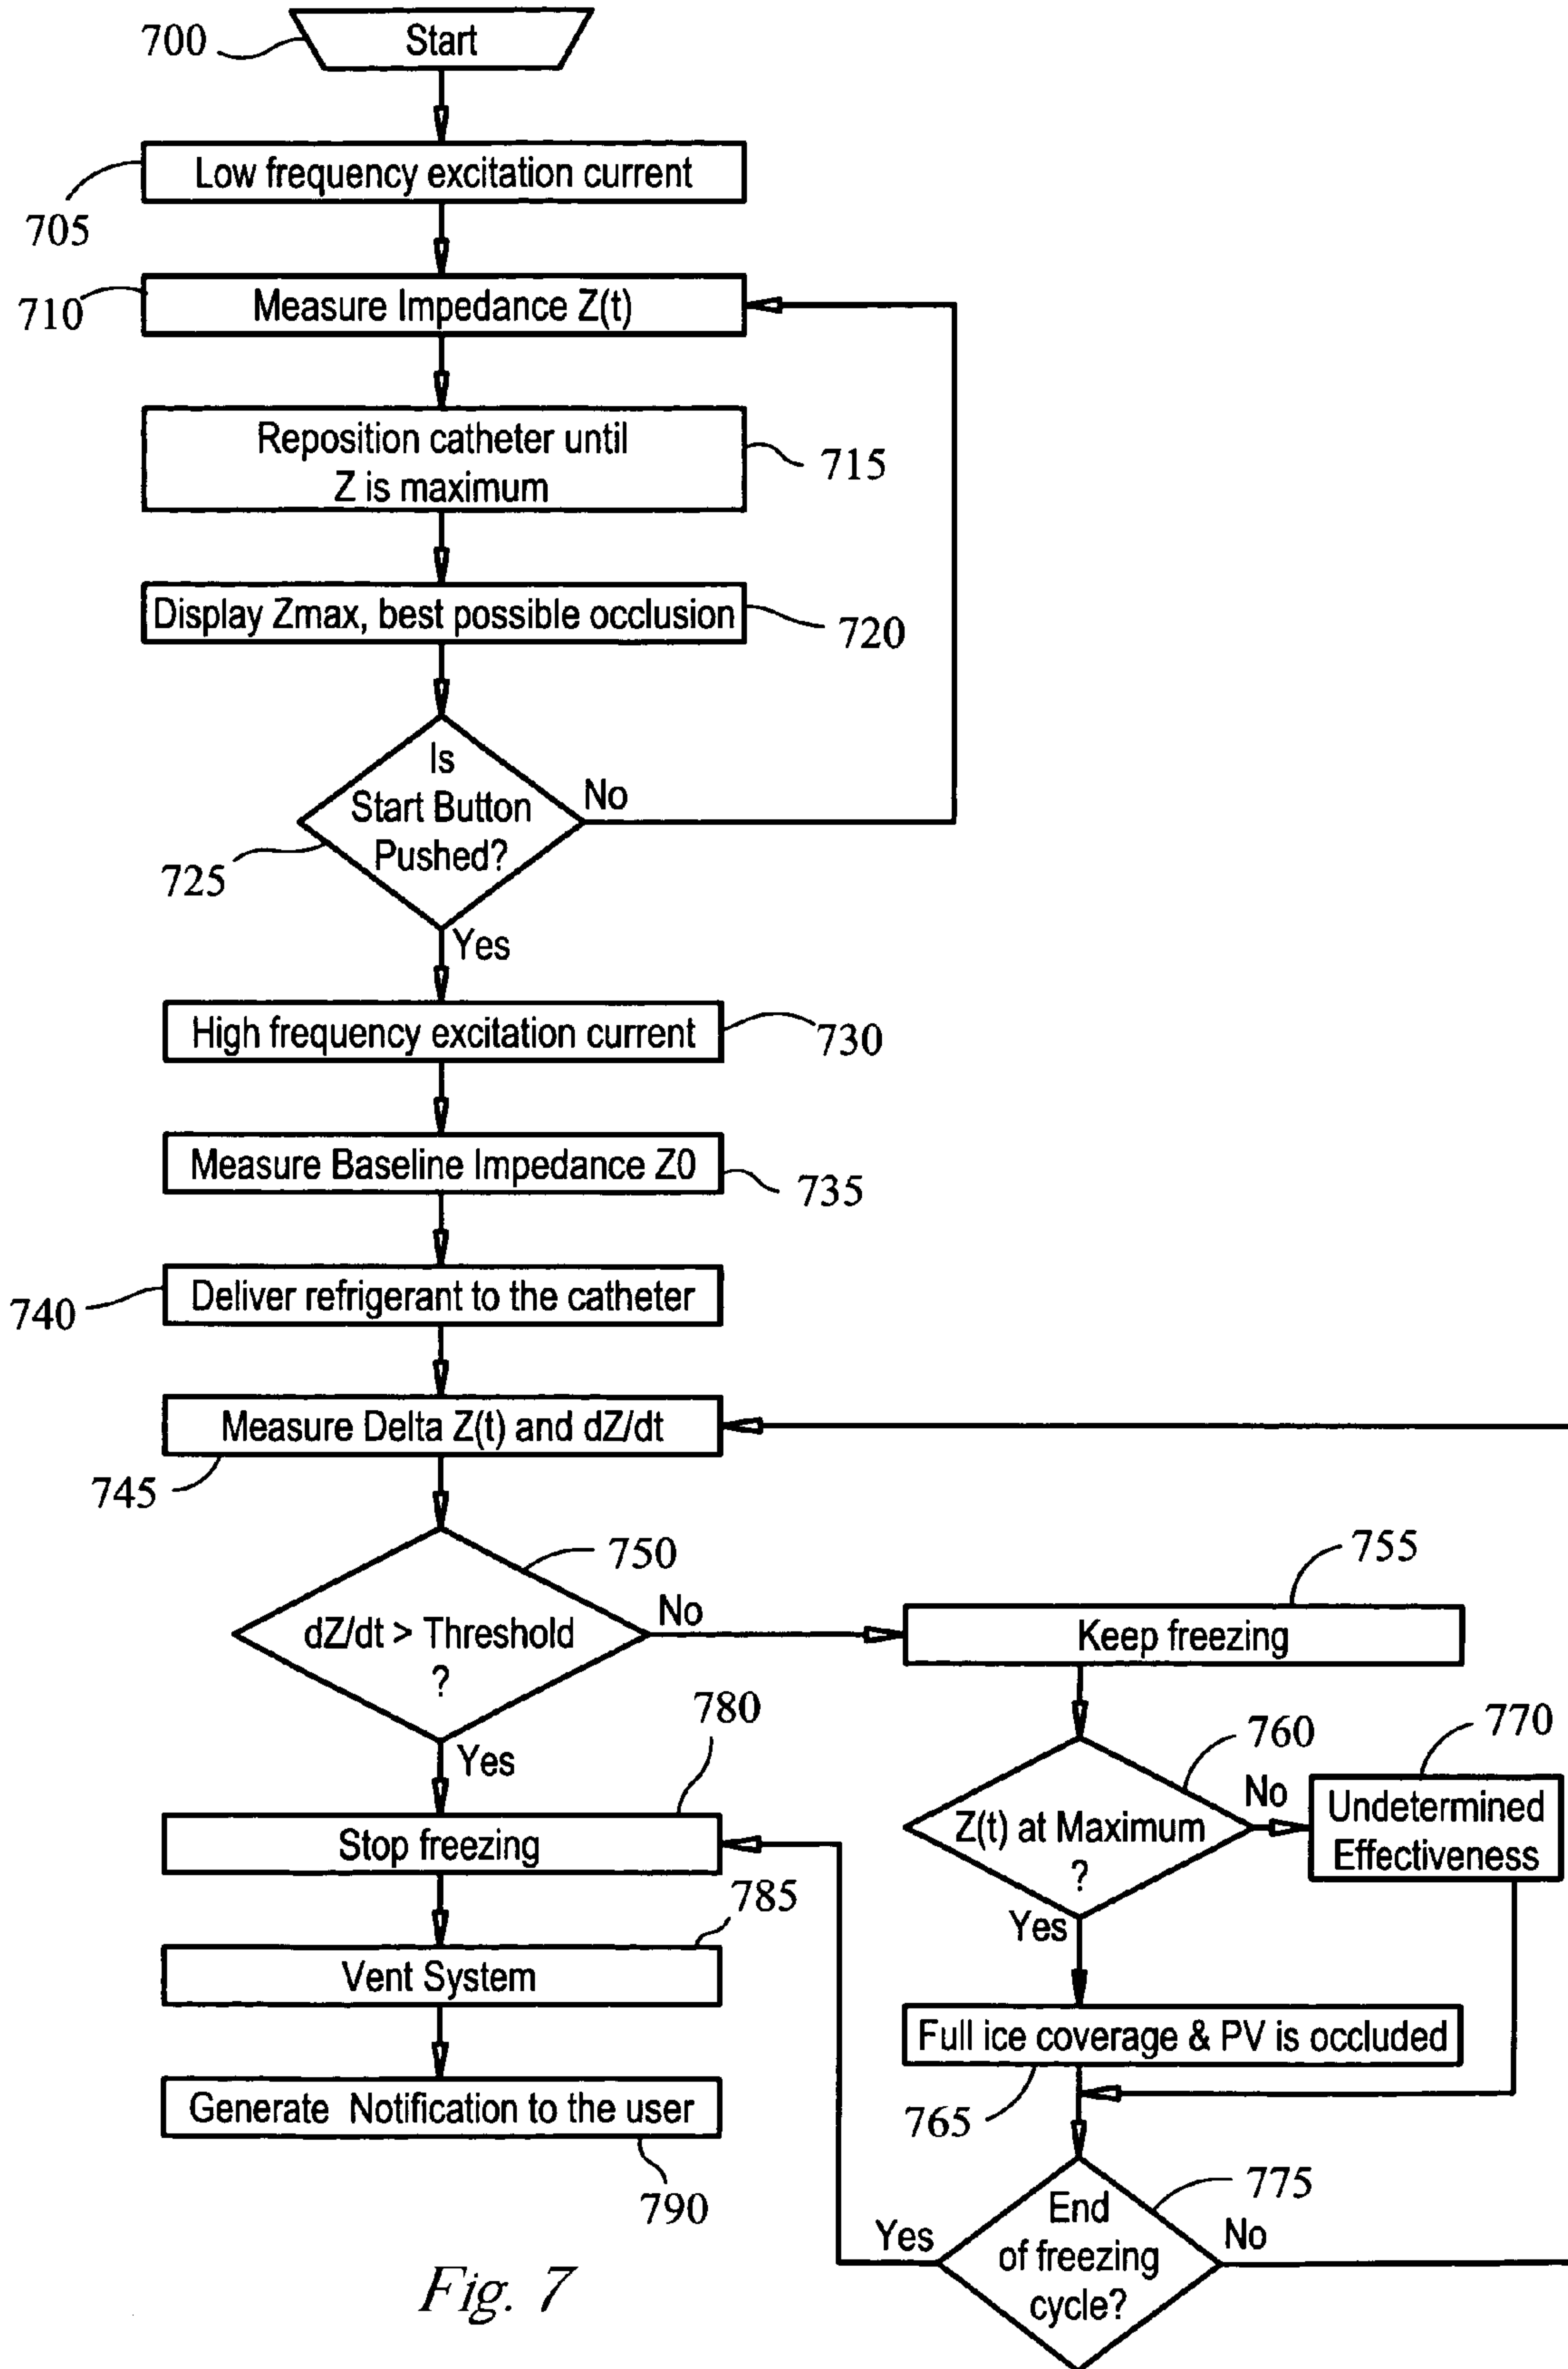 700
Start
Low frequency excitation current
705
710
Measure Impedance Z(t)
Reposition catheter until
Z is maximum
715
Display Zmax, best possible occlusion
720
Is
Start Button
Pushed?
No
725
Yes
High frequency excitation current
730
Measure Baseline Impedance Z0
735
Deliver refrigerant to the catheter
740
Measure Delta Z(t) and dZ/dt
745
750
dZ/dt > Threshold
?
No
755
Keep freezing
Yes
780
Stop freezing
760
Z(t) at Maximum
?
No
770
Undetermined
Effectiveness
Yes
785
Vent System
Full ice coverage & PV is occluded
765
Generate Notification to the user
790
775
End
of freezing
cycle?
Yes
No
Fig. 7